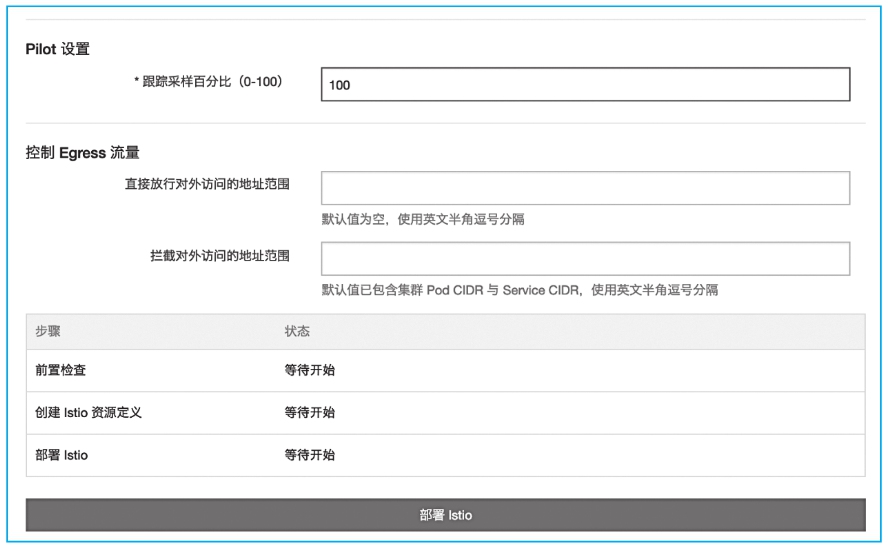 Pilot 设置
* 跟踪采样百分比（0-100）
100
控制 Egress 流量
直接放行对外访问的地址范围
默认值为空，使用英文半角逗号分隔
拦截对外访问的地址范围
默认值已包含集群 Pod CIDR 与 Service CIDR，使用英文半角逗号分隔
步骤 状态
前置检查 等待开始
创建 Istio 资源定义 等待开始
部署 Istio 等待开始
部署 Istio